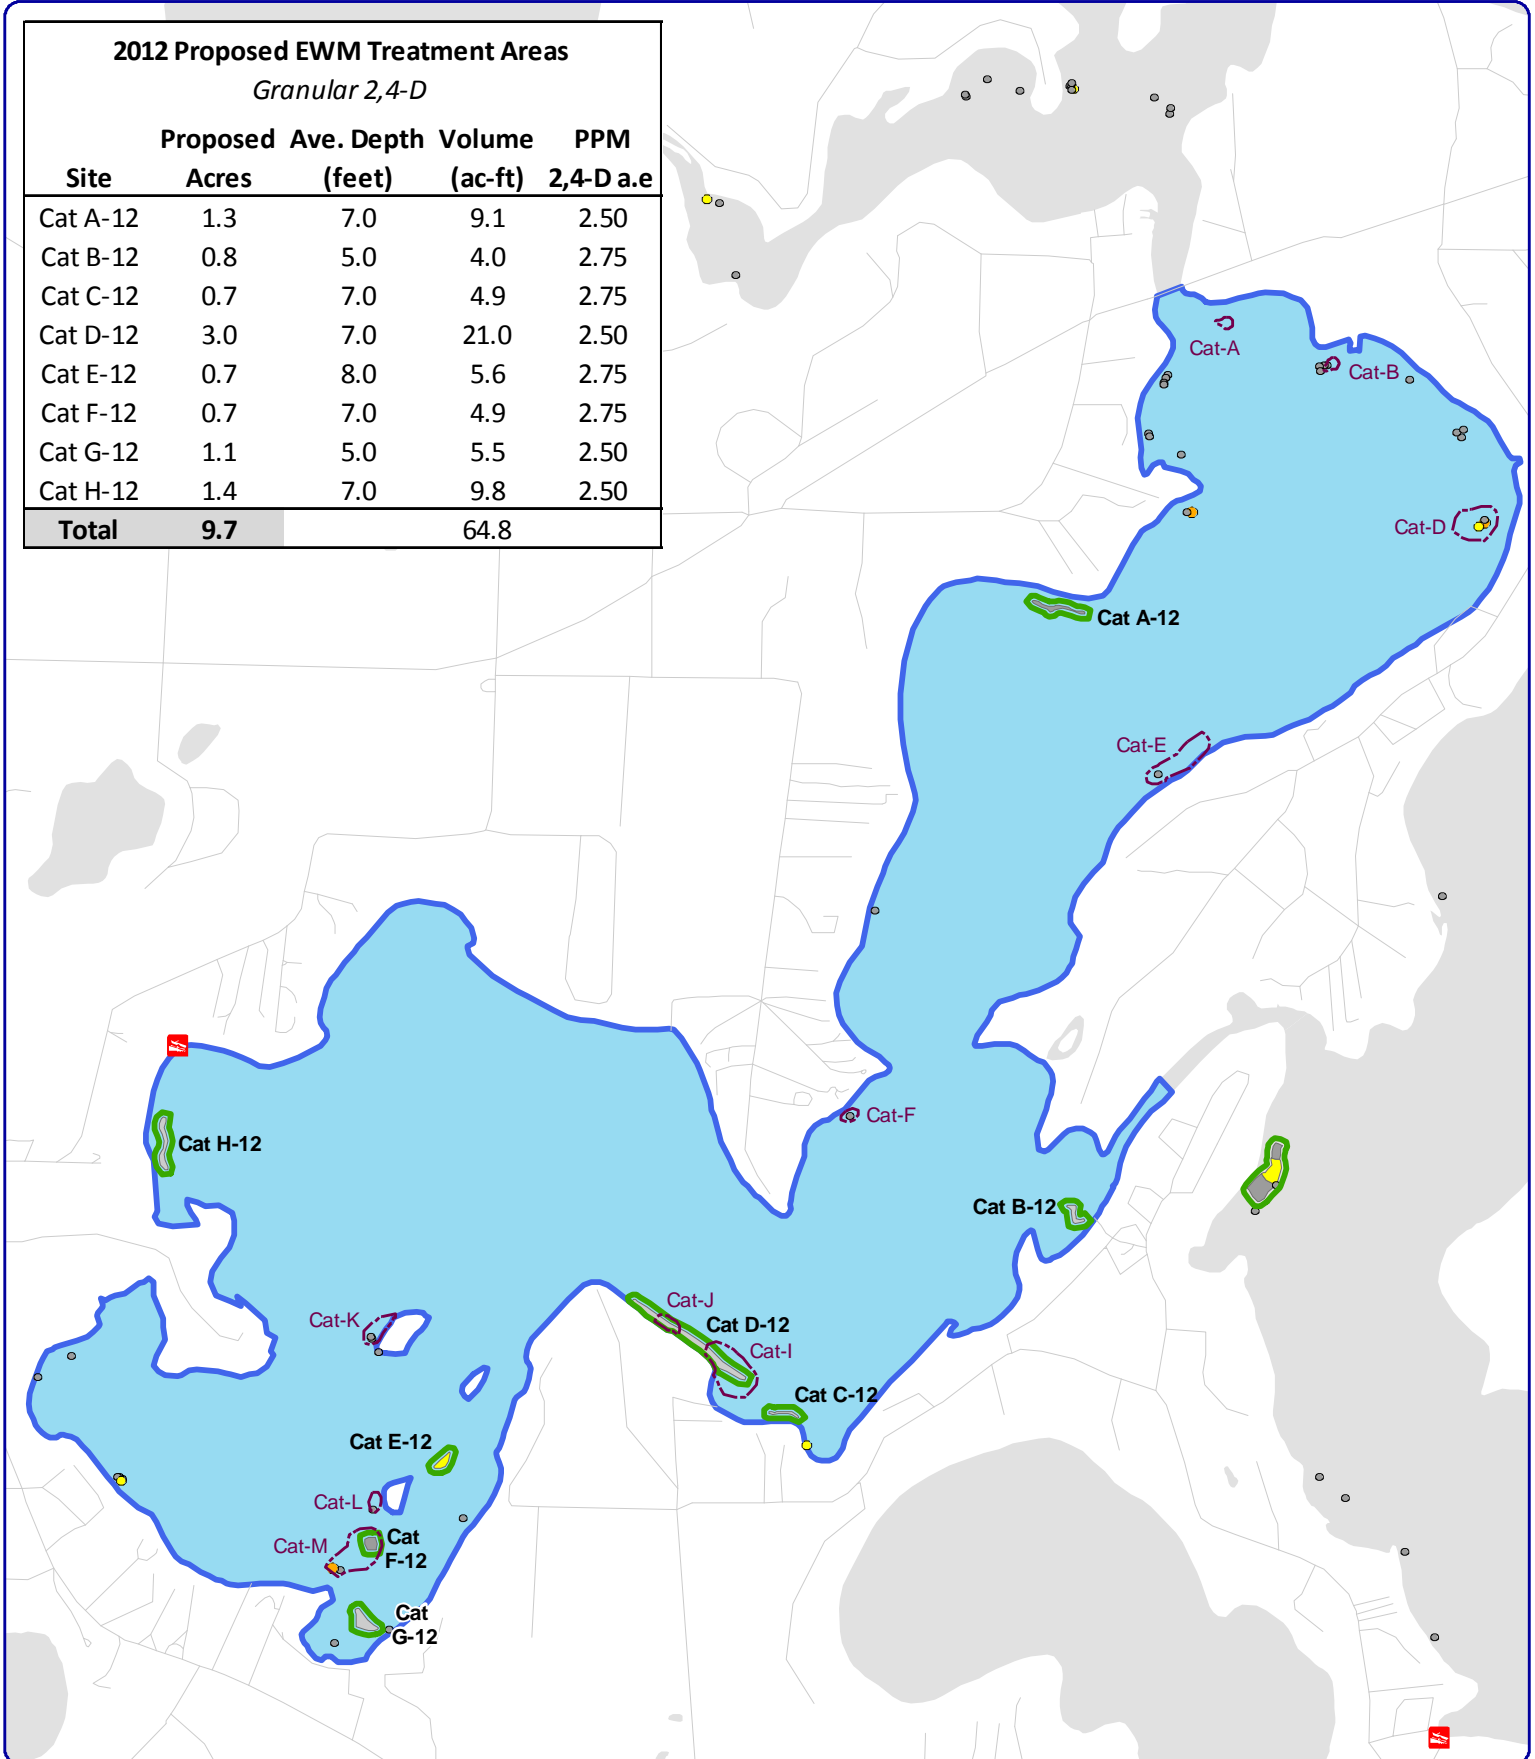 2012 Proposed EWM Treatment Areas
Granular 2,4-D
Proposed Ave. Depth Volume PPM
Site Acres (feet) (ac-ft) 2,4-D a.e
Cat A-12 1.3 7.0 9.1 2.50
Cat B-12 0.8 5.0 4.0 2.75
Cat C-12 0.7 7.0 4.9 2.75
Cat D-12 3.0 7.0 21.0 2.50
Cat E-12 0.7 8.0 5.6 2.75
Cat F-12 0.7 7.0 4.9 2.75
Cat G-12 1.1 5.0 5.5 2.50
Cat H-12 1.4 7.0 9.8 2.50
Total 9.7 64.8
Cat-A
Cat-B
Cat-D
Cat A-12
Cat-E
Cat-F
Cat H-12
Cat B-12
Cat-J
Cat-K
Cat D-12
Cat-I
Cat C-12
Cat E-12
Cat-L
Cat-M
Cat
F-12
Cat
G-12